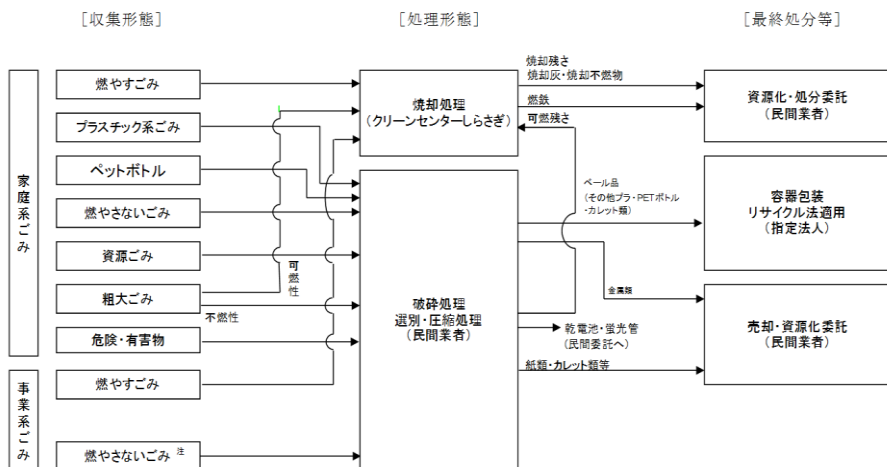 ［収集形態］
［処理形態］
［最終処分等］
家庭系ごみ
燃やすごみ
プラスチック系ごみ
ペットボトル
燃やさないごみ
資源ごみ
粗大ごみ
危険・有害物
可燃性
不燃性
事業系ごみ
燃やすごみ
燃やさないごみ 注
焼却処理
（クリーンセンターしらさぎ）
破砕処理
選別・圧縮処理
（民間業者）
焼却残さ
焼却灰・焼却不燃物
燃鉄
可燃残さ
ベール品
（その他プラ・PETボトル
・カレット類）
金属類
乾電池・蛍光管
（民間委託へ）
紙類・カレット類等
資源化・処分委託
（民間業者）
容器包装
リサイクル法適用
（指定法人）
売却・資源化委託
（民間業者）